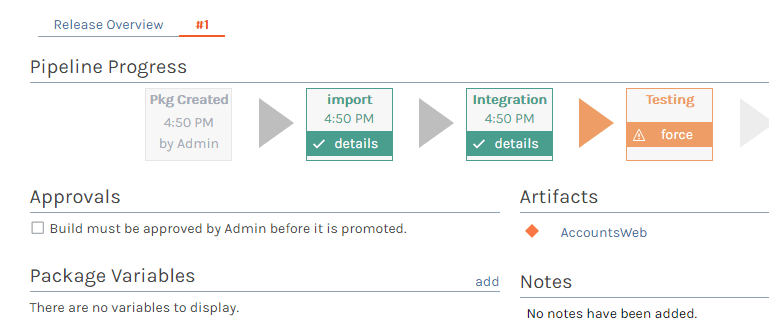 Release Overview #1
Pipeline Progress
Pkg Created import Integration Testing
4:50 PM 4:50 PM 4:50 PM
by Admin details details force
Approvals
Build must be approved by Admin before it is promoted.
Artifacts
AccountsWeb
Package Variables add
There are no variables to display.
Notes
No notes have been added.